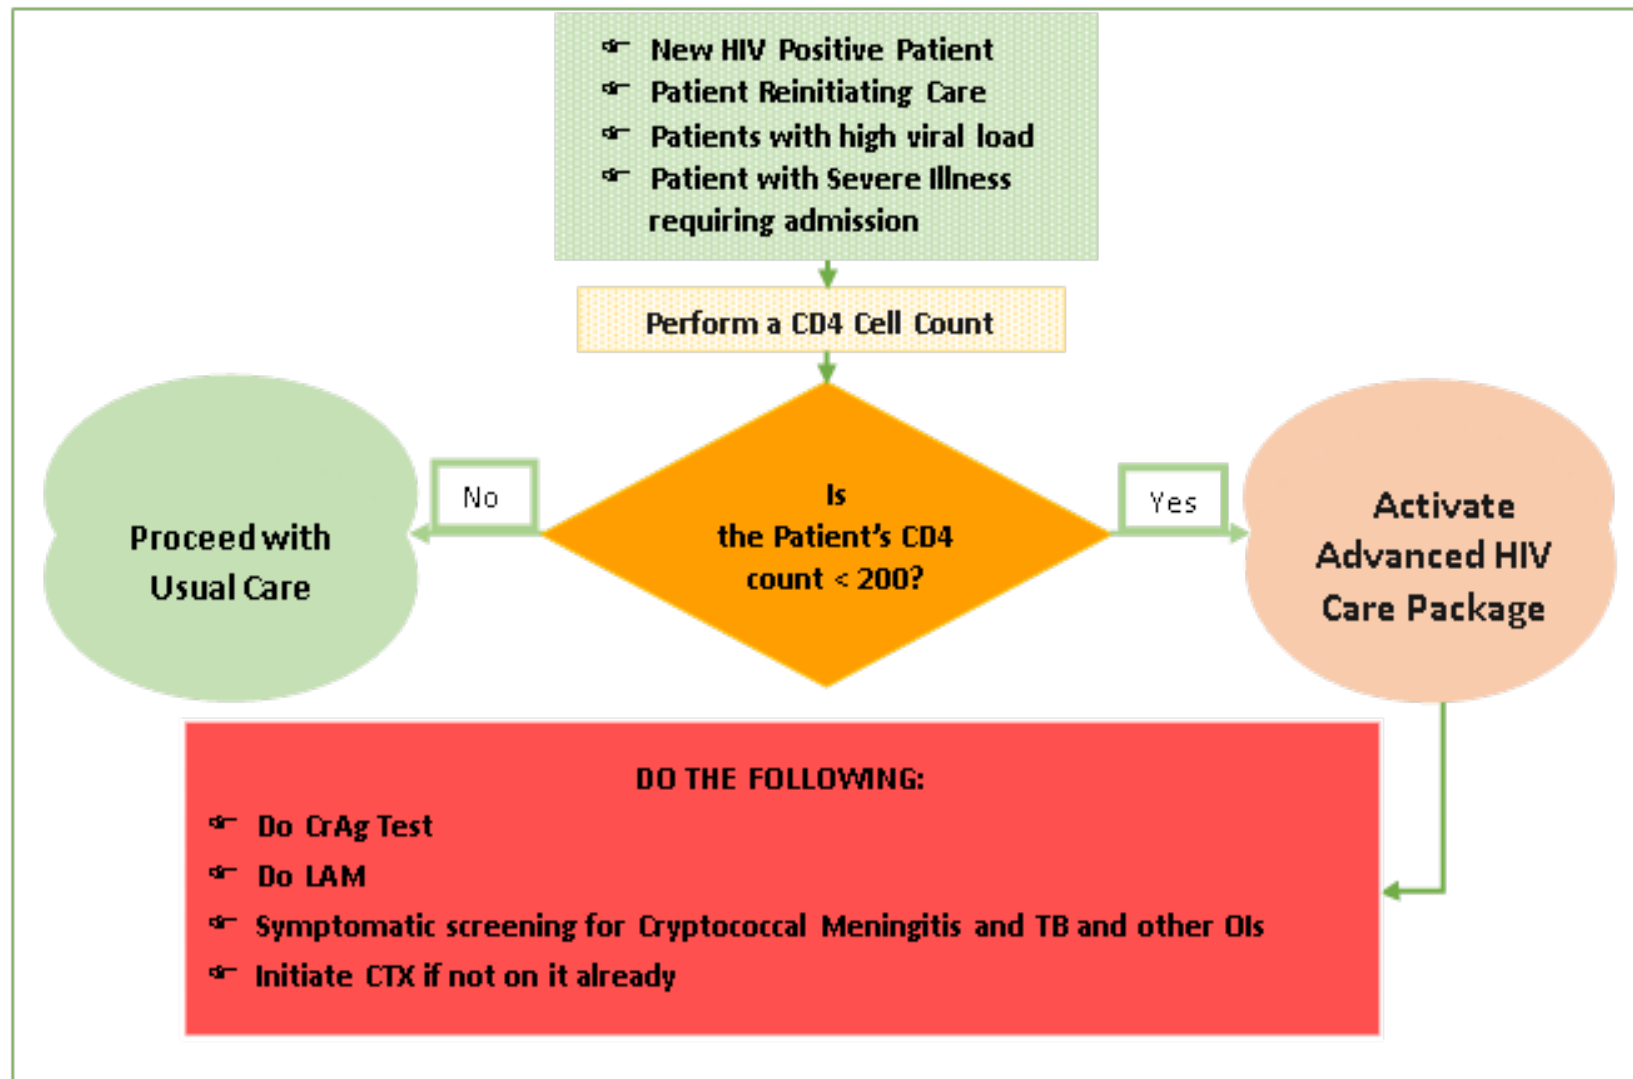 ☞ New HIV Positive Patient
☞ Patient Reinitiating Care
☞ Patients with high viral load
☞ Patient with Severe Illness
requiring admission
Perform a CD4 Cell Count
Is
the Patient's CD4
count < 200?
No
Yes
Proceed with
Usual Care
Activate
Advanced HIV
Care Package
DO THE FOLLOWING:
☞ Do CrAg Test
☞ Do LAM
☞ Symptomatic screening for Cryptococcal Meningitis and TB and other OIs
☞ Initiate CTX if not on it already